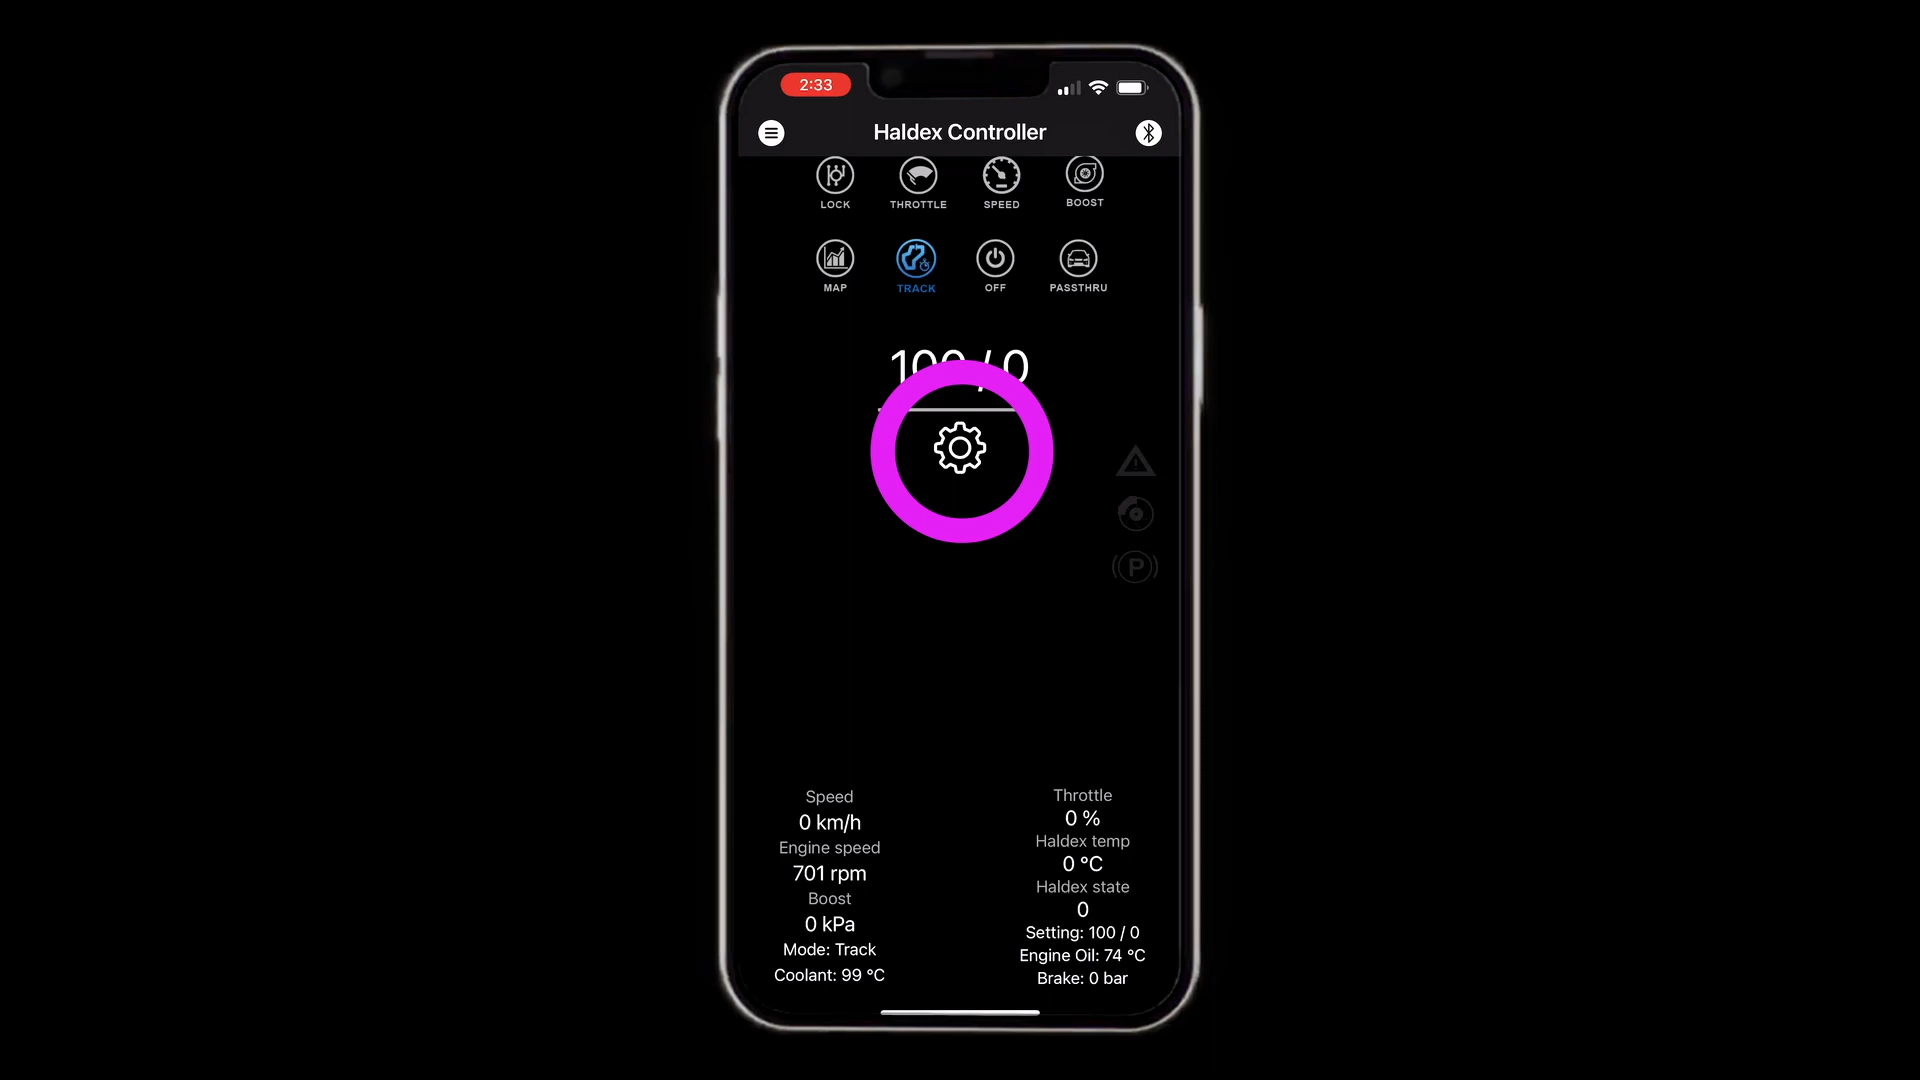 2:33
Haldex Controller
LOCK THROTTLE SPEED BOOST
MAP TRACK OFF PASSTHRU
100 / 0
P
Speed
0 km/h
Engine speed
701 rpm
Boost
0 kPa
Mode: Track
Coolant: 99 °C
Throttle
0 %
Haldex temp
0 °C
Haldex state
0
Setting: 100 / 0
Engine Oil: 74 °C
Brake: 0 bar